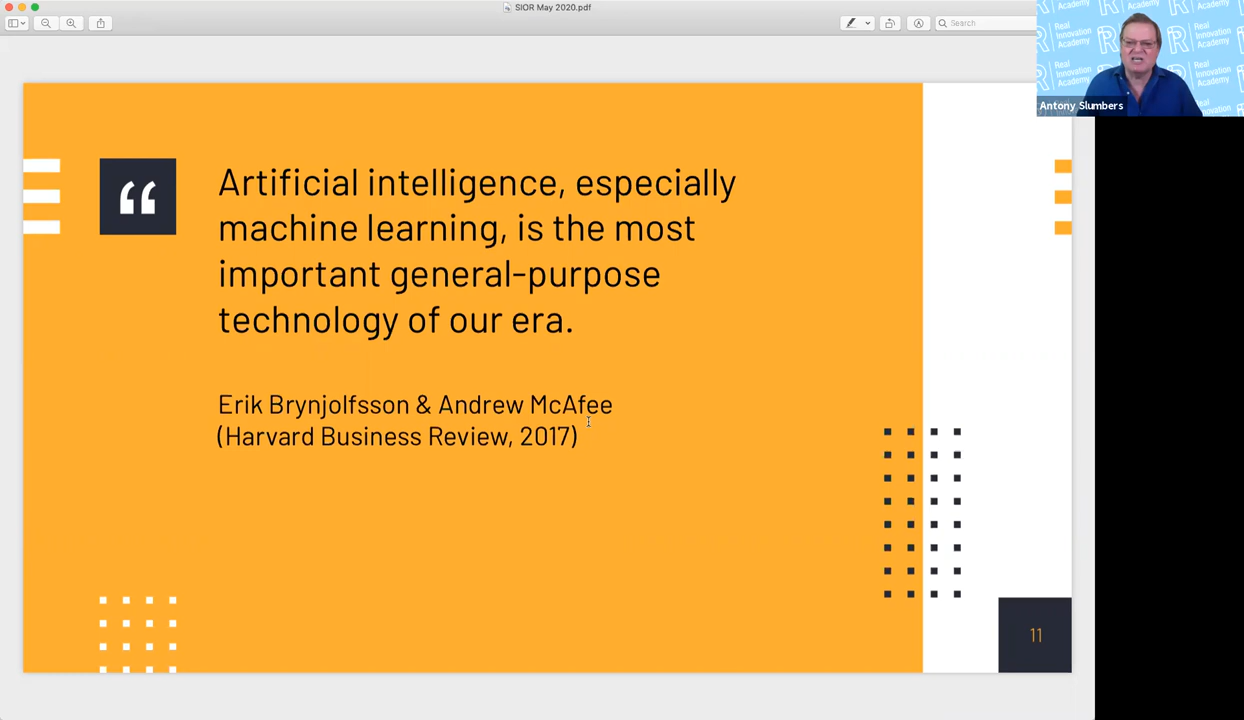 SIOR May 2020.pdf
Search
Real
Innovation
Academy
Antony Slumbers
“
Artificial intelligence, especially
machine learning, is the most
important general-purpose
technology of our era.
Erik Brynjolfsson & Andrew McAfee
(Harvard Business Review, 2017)
11